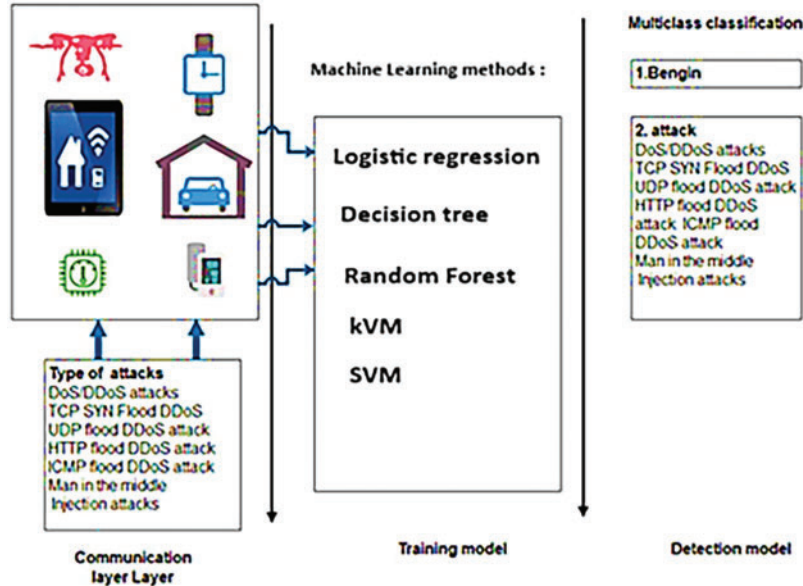 Type of attacks
DoS/DDoS attacks
TCP SYN Flood DDoS
UDP flood DDoS attack
HTTP flood DDoS attack
ICMP flood DDoS attack
Man in the middle
Injection attacks
Communication
layer Layer
Machine Learning methods :
Logistic regression
Decision tree
Random Forest
kVM
SVM
Training model
Multiclass classification
1.Bengin
2. attack
DoS/DDoS attacks
TCP SYN Flood DDoS
UDP flood DDoS attack
HTTP flood DDoS
attack ICMP flood
DDoS attack
Man in the middle
Injection attacks
Detection model